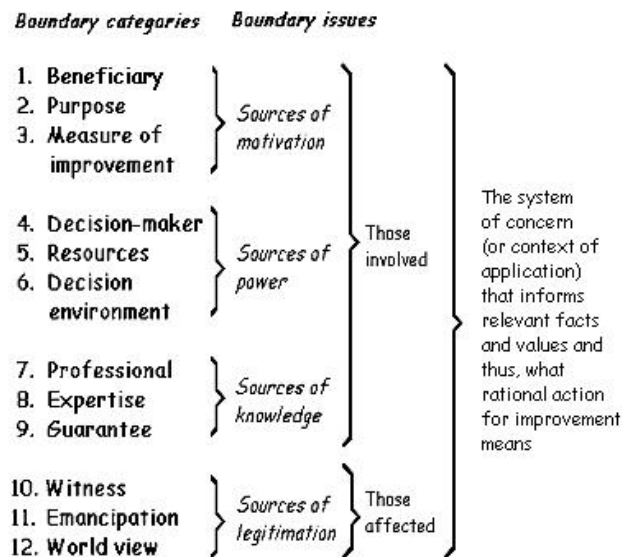 Boundary categories
Boundary issues
1. Beneficiary
2. Purpose
3. Measure of
improvement
Sources of
motivation
4. Decision-maker
5. Resources
6. Decision
environment
Sources of
power
7. Professional
8. Expertise
9. Guarantee
Sources of
knowledge
Those
involved
10. Witness
11. Emancipation
12. World view
Sources of
legitimation
Those
affected
The system
of concern
(or context of
application)
that informs
relevant facts
and values and
thus, what
rational action
for improvement
means